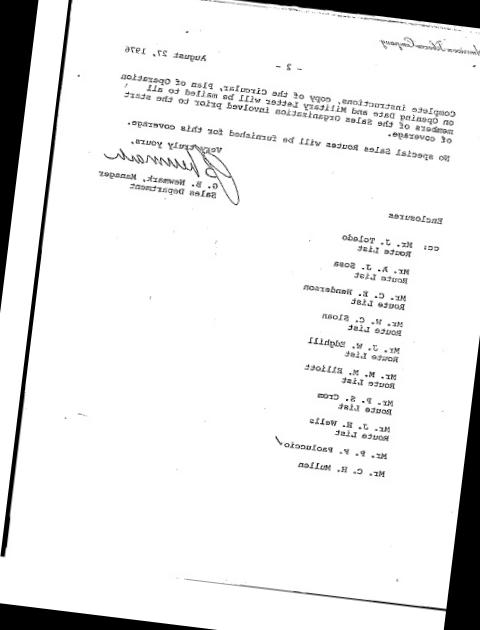 American Tobacco Company
- 2 -
August 27, 1976
Complete instructions, copy of the Circular, Plan of Operation
on Opening Date and Military Letter will be mailed to all
members of the Sales Organization involved prior to the start
of coverage.
No special Sales Routes will be furnished for this coverage.
Very truly yours,
G. B. Newmark, Manager
Sales Department
Enclosures
cc: Mr. J. Toledo
Route List
Mr. A. J. Sosa
Route List
Mr. C. E. Henderson
Route List
Mr. W. C. Sloan
Route List
Mr. J. W. Edghill
Route List
Mr. M. M. Elliott
Route List
Mr. P. S. Crom
Route List
Mr. J. H. Wells
Route List
Mr. P. P. Paoluccio
Mr. C. H. Mullen